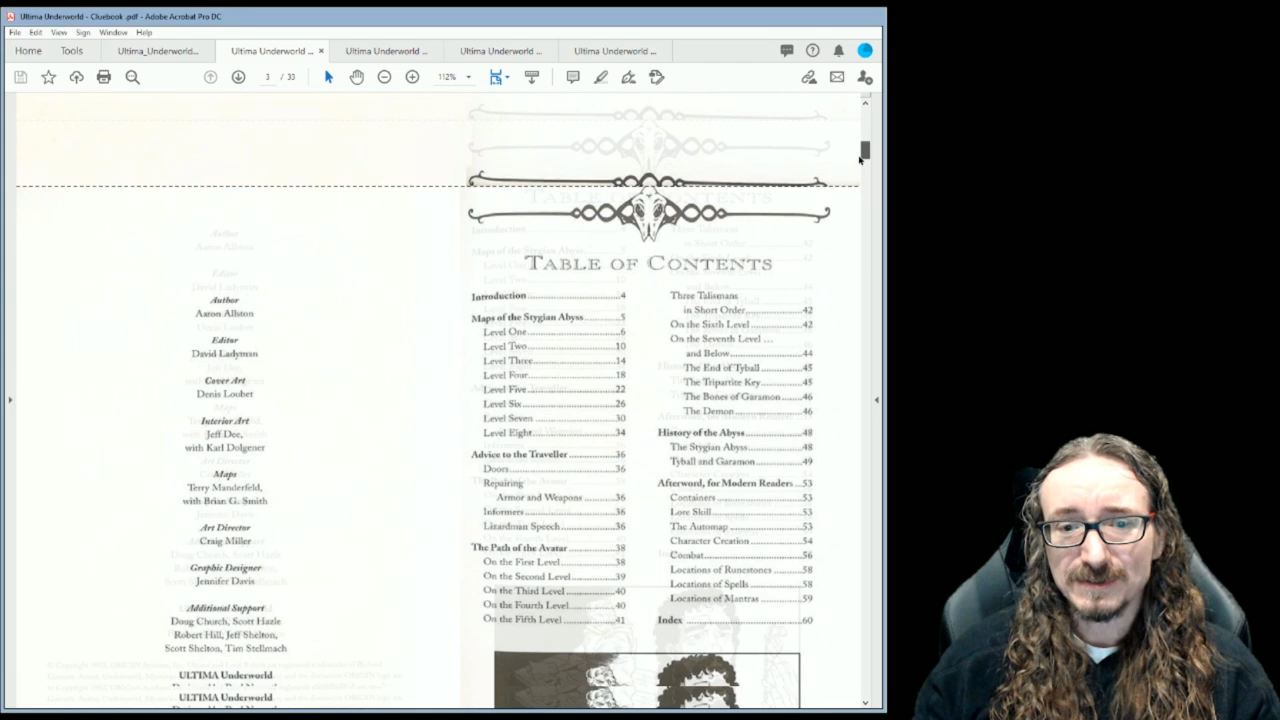 Ultima Underworld - Cluebook .pdf - Adobe Acrobat Pro DC
File Edit View Sign Window Help
Home Tools Ultima_Underworld... Ultima Underworld ... × Ultima Underworld ... Ultima Underworld ... Ultima Underworld ...
3 / 33 112%
Author
Aaron Allston
Editor
David Ladyman
Cover Art
Denis Loubet
Interior Art
Jeff Dee,
with Karl Dolgener
Maps
Terry Manderfeld,
with Brian G. Smith
Art Director
Craig Miller
Graphic Designer
Jennifer Davis
Additional Support
Doug Church, Scott Hazle
Robert Hill, Jeff Shelton,
Scott Shelton, Tim Stellmach
ULTIMA Underworld
ULTIMA Underworld
TABLE OF CONTENTS
Introduction ... 4
Maps of the Stygian Abyss ... 5
Level One ... 6
Level Two ... 10
Level Three ... 14
Level Four ... 18
Level Five ... 22
Level Six ... 26
Level Seven ... 30
Level Eight ... 34
Advice to the Traveller ... 36
Doors ... 36
Repairing
Armor and Weapons ... 36
Informers ... 36
Lizardman Speech ... 36
The Path of the Avatar ... 38
On the First Level ... 38
On the Second Level ... 39
On the Third Level ... 40
On the Fourth Level ... 40
On the Fifth Level ... 41
Three Talismans
in Short Order ... 42
On the Sixth Level ... 42
On the Seventh Level ...
and Below ... 44
The End of Tyball ... 45
The Tripartite Key ... 45
The Bones of Garamon ... 46
The Demon ... 46
History of the Abyss ... 48
The Stygian Abyss ... 48
Tyball and Garamon ... 49
Afterword, for Modern Readers ... 53
Containers ... 53
Lore Skill ... 53
The Automap ... 53
Character Creation ... 54
Combat ... 56
Locations of Runestones ... 58
Locations of Spells ... 58
Locations of Mantras ... 59
Index ... 60